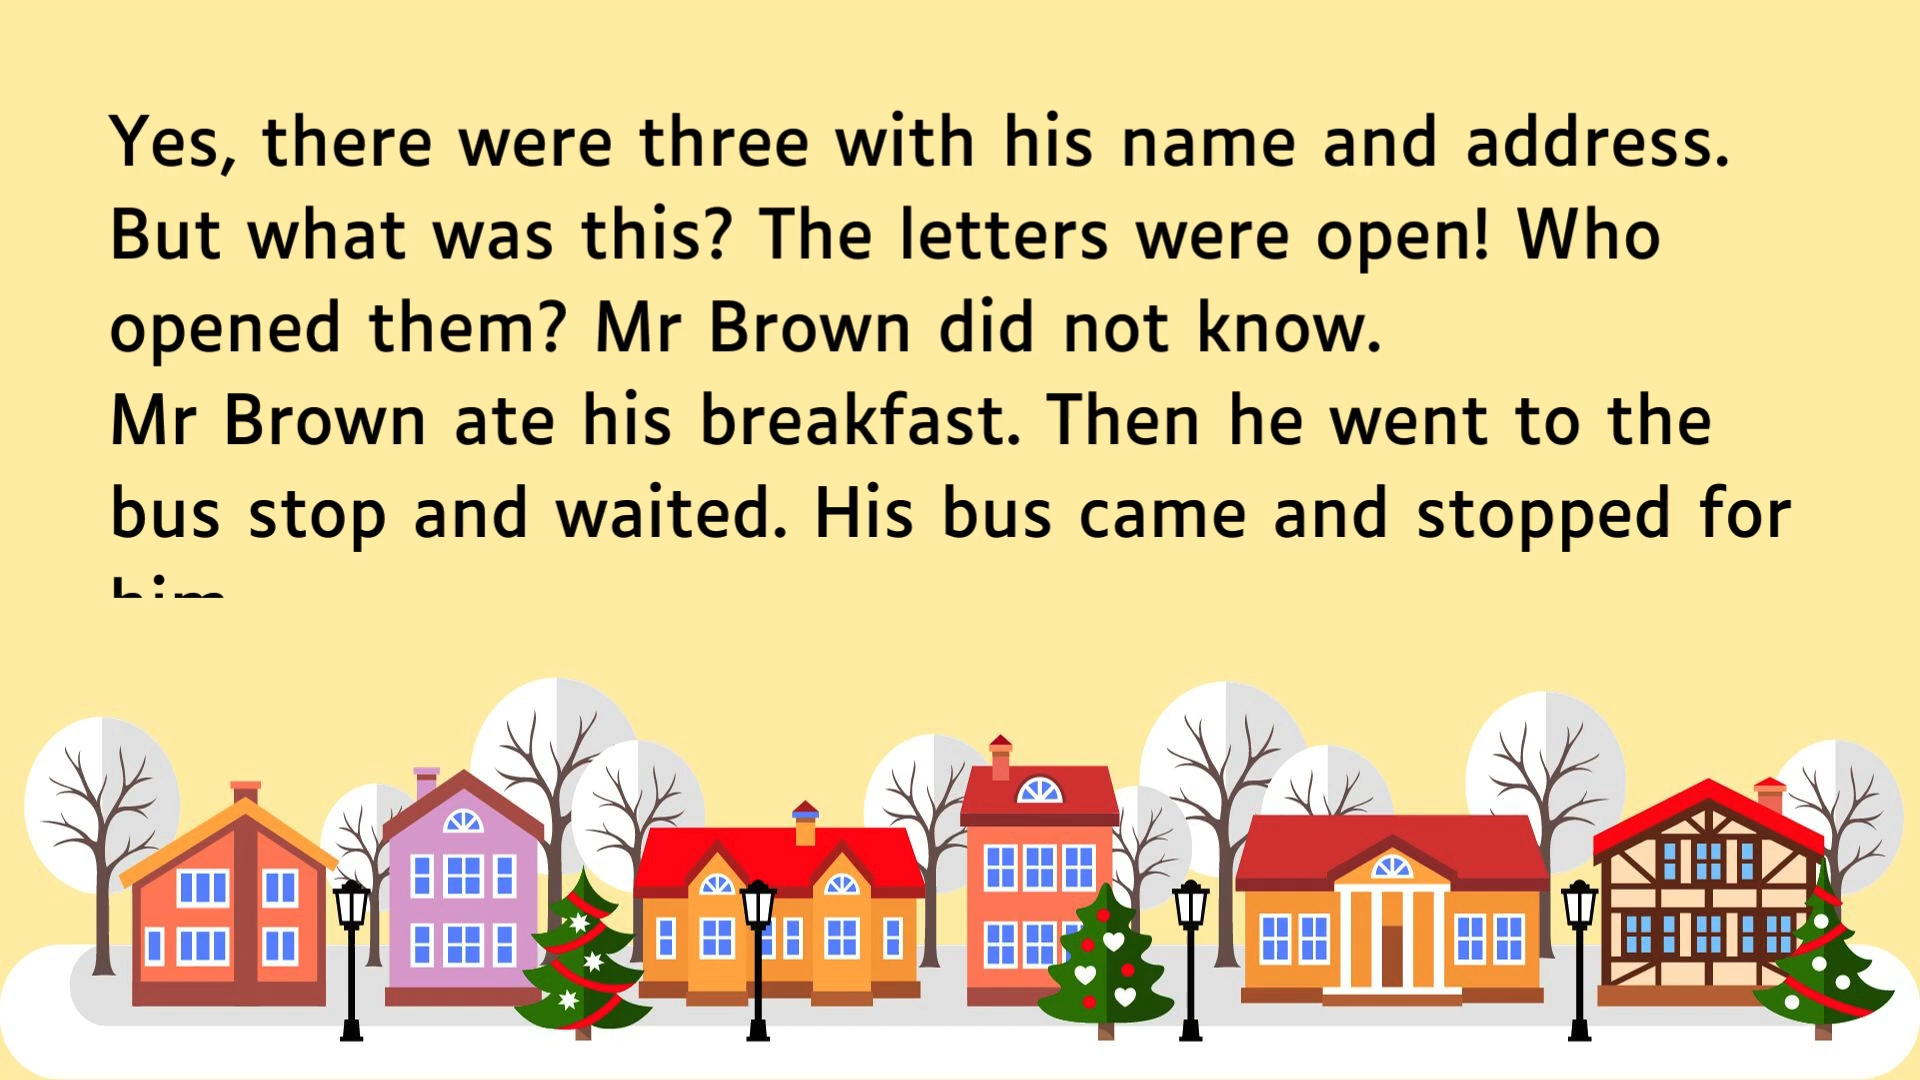 Yes, there were three with his name and address.
But what was this? The letters were open! Who
opened them? Mr Brown did not know.
Mr Brown ate his breakfast. Then he went to the
bus stop and waited. His bus came and stopped for
him